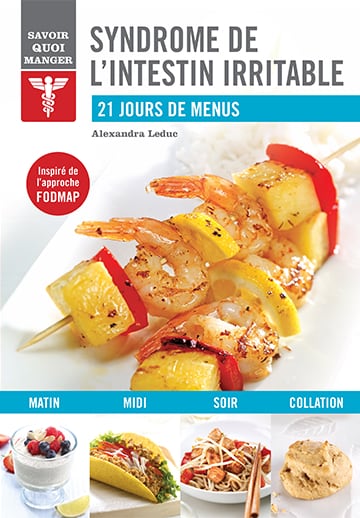 SAVOIR
QUOI
MANGER
SYNDROME DE
L'INTESTIN IRRITABLE
21 JOURS DE MENUS
Alexandra Leduc
Inspiré de
l'approche
FODMAP
MATIN
MIDI
SOIR
COLLATION